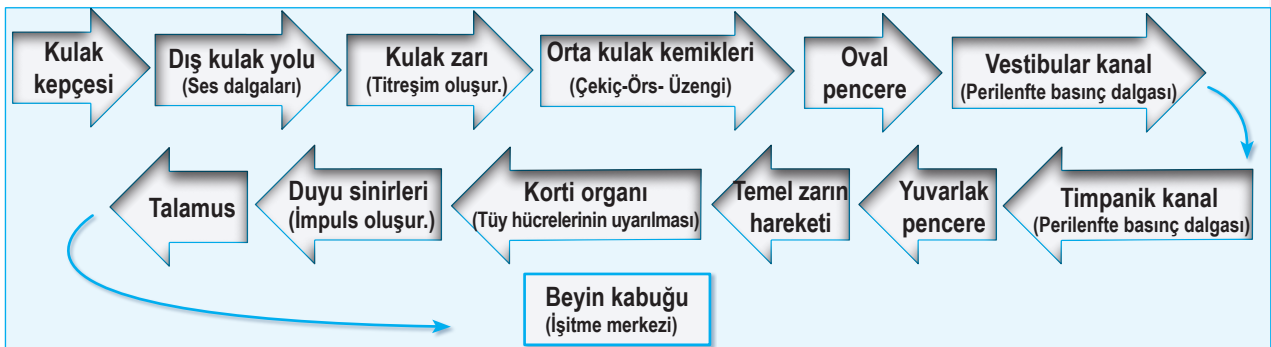 Kulak
kepçesi
Dış kulak yolu
(Ses dalgaları)
Kulak zarı
(Titreşim oluşur.)
Orta kulak kemikleri
(Çekiç-Örs- Üzengi)
Oval
pencere
Vestibular kanal
(Perilenfte basınç dalgası)
Timpanik kanal
(Perilenfte basınç dalgası)
Yuvarlak
pencere
Temel zarın
hareketi
Korti organı
(Tüy hücrelerinin uyarılması)
Duyu sinirleri
(İmpuls oluşur.)
Talamus
Beyin kabuğu
(İşitme merkezi)